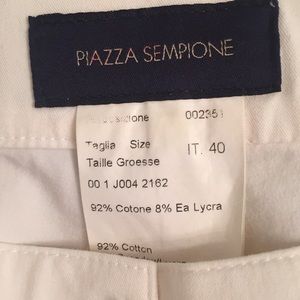 PIAZZA SEMPIONE
002351
Taglia Size
Taille Groesse IT. 40
00 1 J004 2162
92% Cotone 8% Ea Lycra
92% Cotton